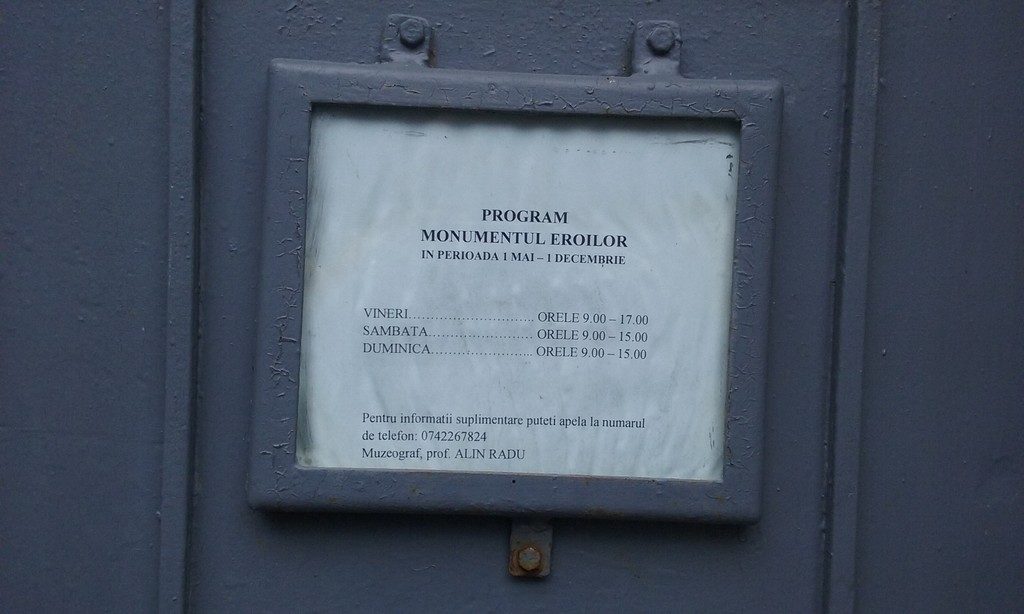 PROGRAM
MONUMENTUL EROILOR
IN PERIOADA 1 MAI – 1 DECEMBRIE
VINERI............................ ORELE 9.00 – 17.00
SAMBATA........................ ORELE 9.00 – 15.00
DUMINICA....................... ORELE 9.00 – 15.00
Pentru informatii suplimentare puteti apela la numarul
de telefon: 0742267824
Muzeograf, prof. ALIN RADU